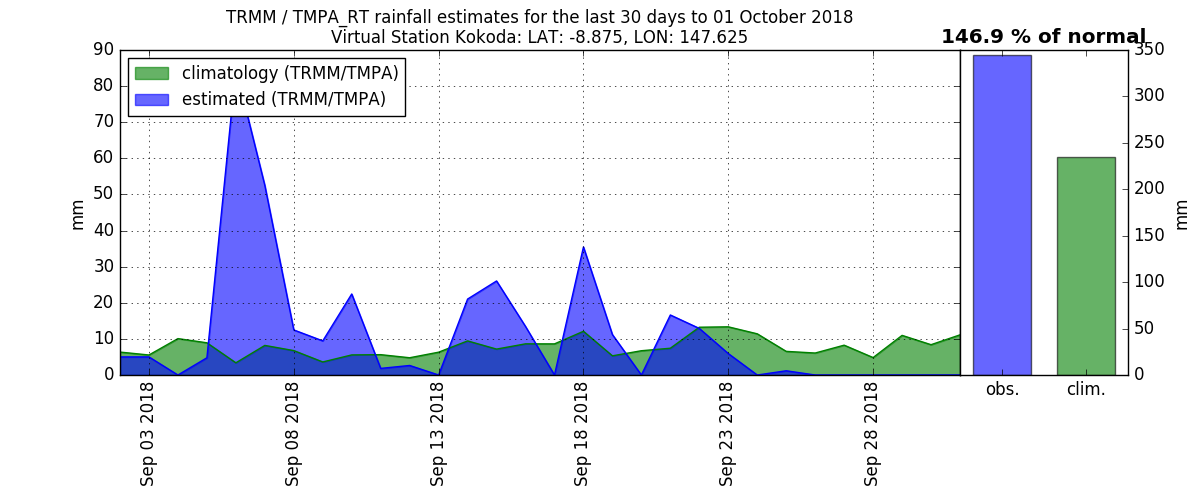 TRMM / TMPA_RT rainfall estimates for the last 30 days to 01 October 2018
Virtual Station Kokoda: LAT: -8.875, LON: 147.625
146.9 % of normal
climatology (TRMM/TMPA)
estimated (TRMM/TMPA)
90
80
70
60
50
40
30
20
10
0
mm
Sep 03 2018
Sep 08 2018
Sep 13 2018
Sep 18 2018
Sep 23 2018
Sep 28 2018
350
300
250
200
150
100
50
0
mm
obs.
clim.